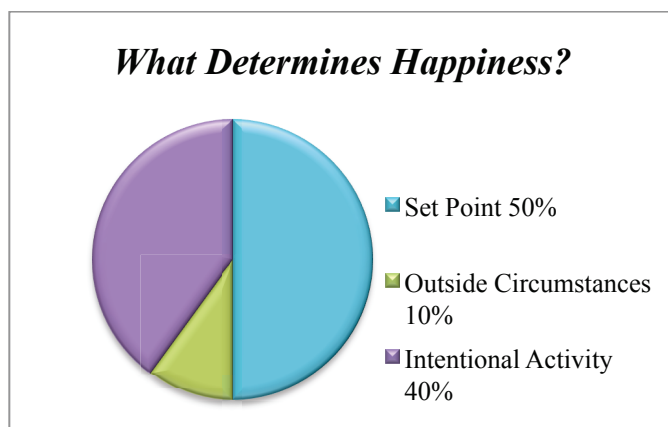 What Determines Happiness?
Set Point 50%
Outside Circumstances
10%
Intentional Activity
40%